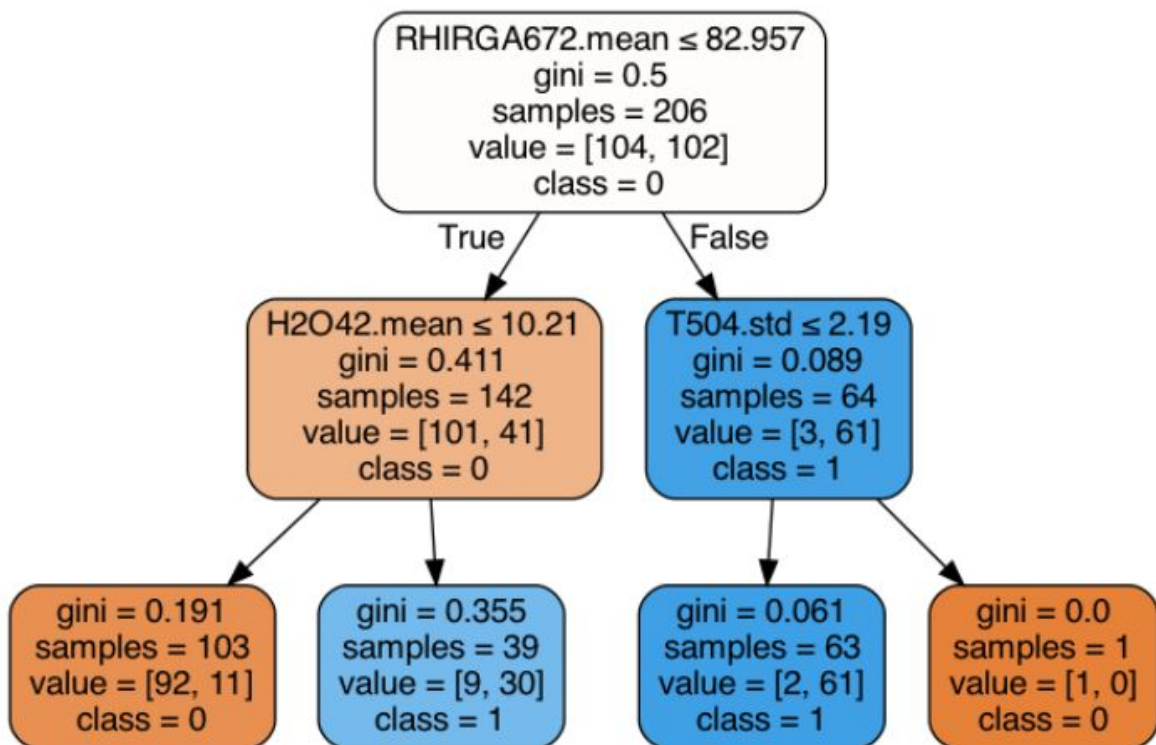 RHIRGA672.mean ≤ 82.957
gini = 0.5
samples = 206
value = [104, 102]
class = 0
True
False
H2O42.mean ≤ 10.21
gini = 0.411
samples = 142
value = [101, 41]
class = 0
T504.std ≤ 2.19
gini = 0.089
samples = 64
value = [3, 61]
class = 1
gini = 0.191
samples = 103
value = [92, 11]
class = 0
gini = 0.355
samples = 39
value = [9, 30]
class = 1
gini = 0.061
samples = 63
value = [2, 61]
class = 1
gini = 0.0
samples = 1
value = [1, 0]
class = 0